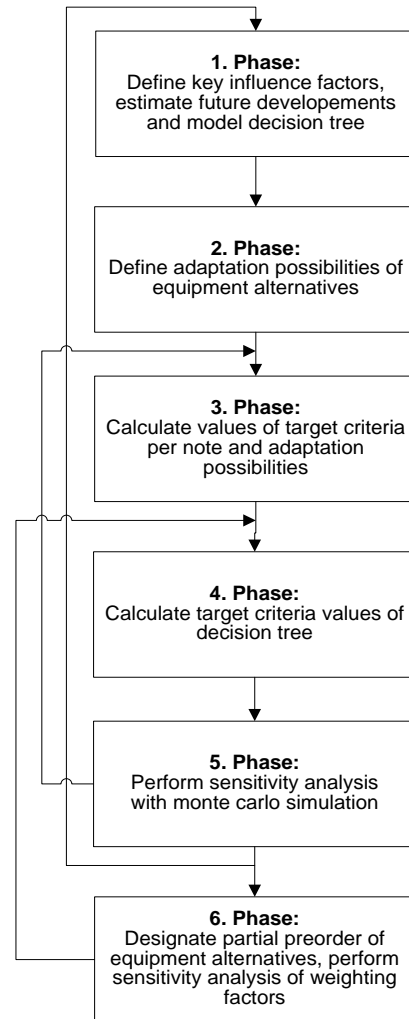 1. Phase:
Define key influence factors,
estimate future developements
and model decision tree
2. Phase:
Define adaptation possibilities of
equipment alternatives
3. Phase:
Calculate values of target criteria
per note and adaptation
possibilities
4. Phase:
Calculate target criteria values of
decision tree
5. Phase:
Perform sensitivity analysis
with monte carlo simulation
6. Phase:
Designate partial preorder of
equipment alternatives, perform
sensitivity analysis of weighting
factors